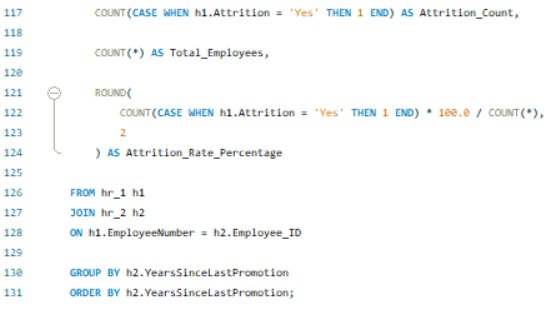 117 COUNT(CASE WHEN h1.Attrition = 'Yes' THEN 1 END) AS Attrition_Count,
118
119 COUNT(*) AS Total_Employees,
120
121 ROUND(
122 COUNT(CASE WHEN h1.Attrition = 'Yes' THEN 1 END) * 100.0 / COUNT(*),
123 2
124 ) AS Attrition_Rate_Percentage
125
126 FROM hr_1 h1
127 JOIN hr_2 h2
128 ON h1.EmployeeNumber = h2.Employee_ID
129
130 GROUP BY h2.YearsSinceLastPromotion
131 ORDER BY h2.YearsSinceLastPromotion;